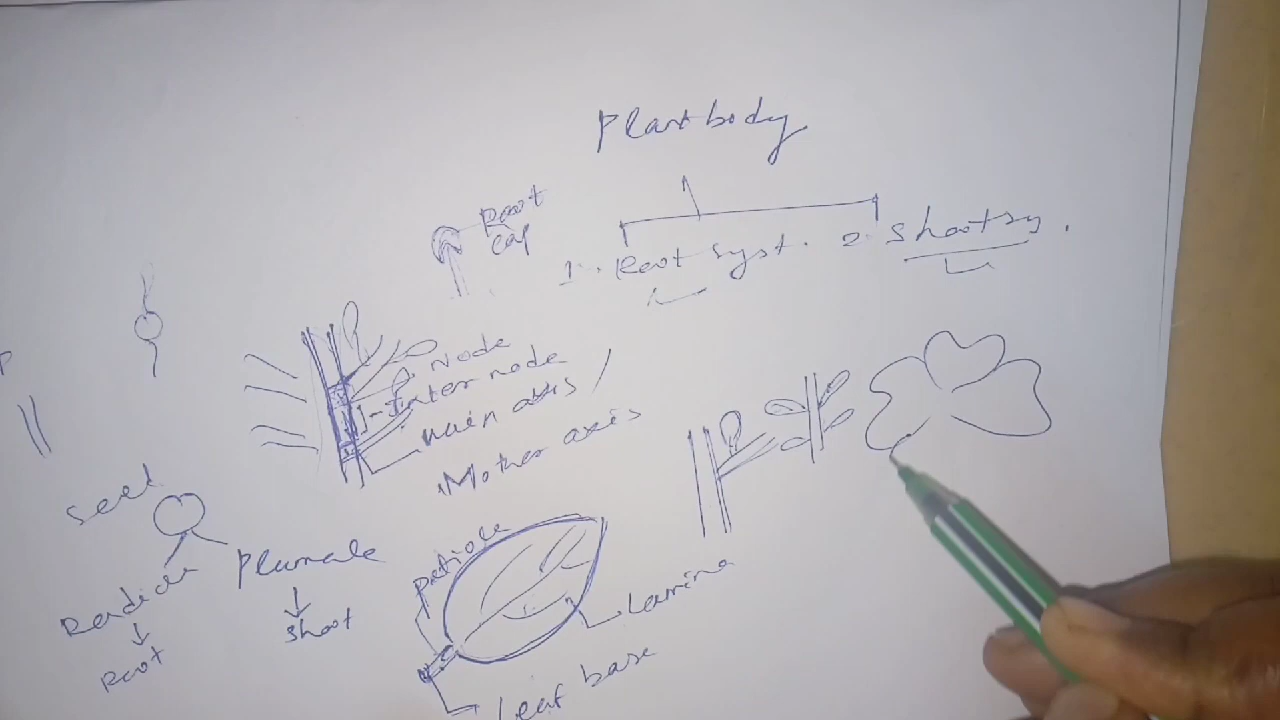 Plant body
Root
cap
1. Root syst. 2. Shoot sy.
P
Node
Inter node
Main axis /
Mother axis
Seed
Plumule
Radicle
Shoot
Root
petiole
Lamina
Leaf base